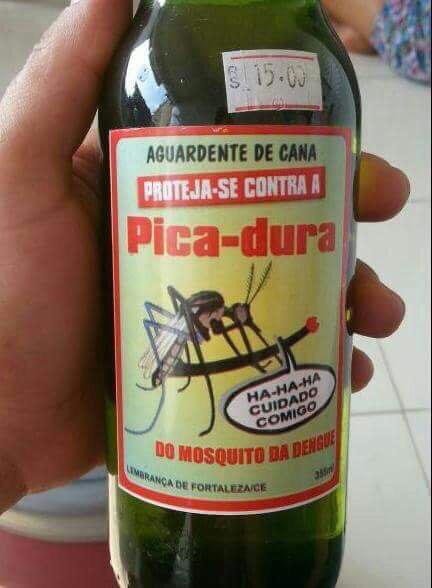 $ 15.00
AGUARDENTE DE CANA
PROTEJA-SE CONTRA A
Pica-dura
HA-HA-HA
CUIDADO
COMIGO
DO MOSQUITO DA DENGUE
LEMBRANÇA DE FORTALEZA/CE
355ml